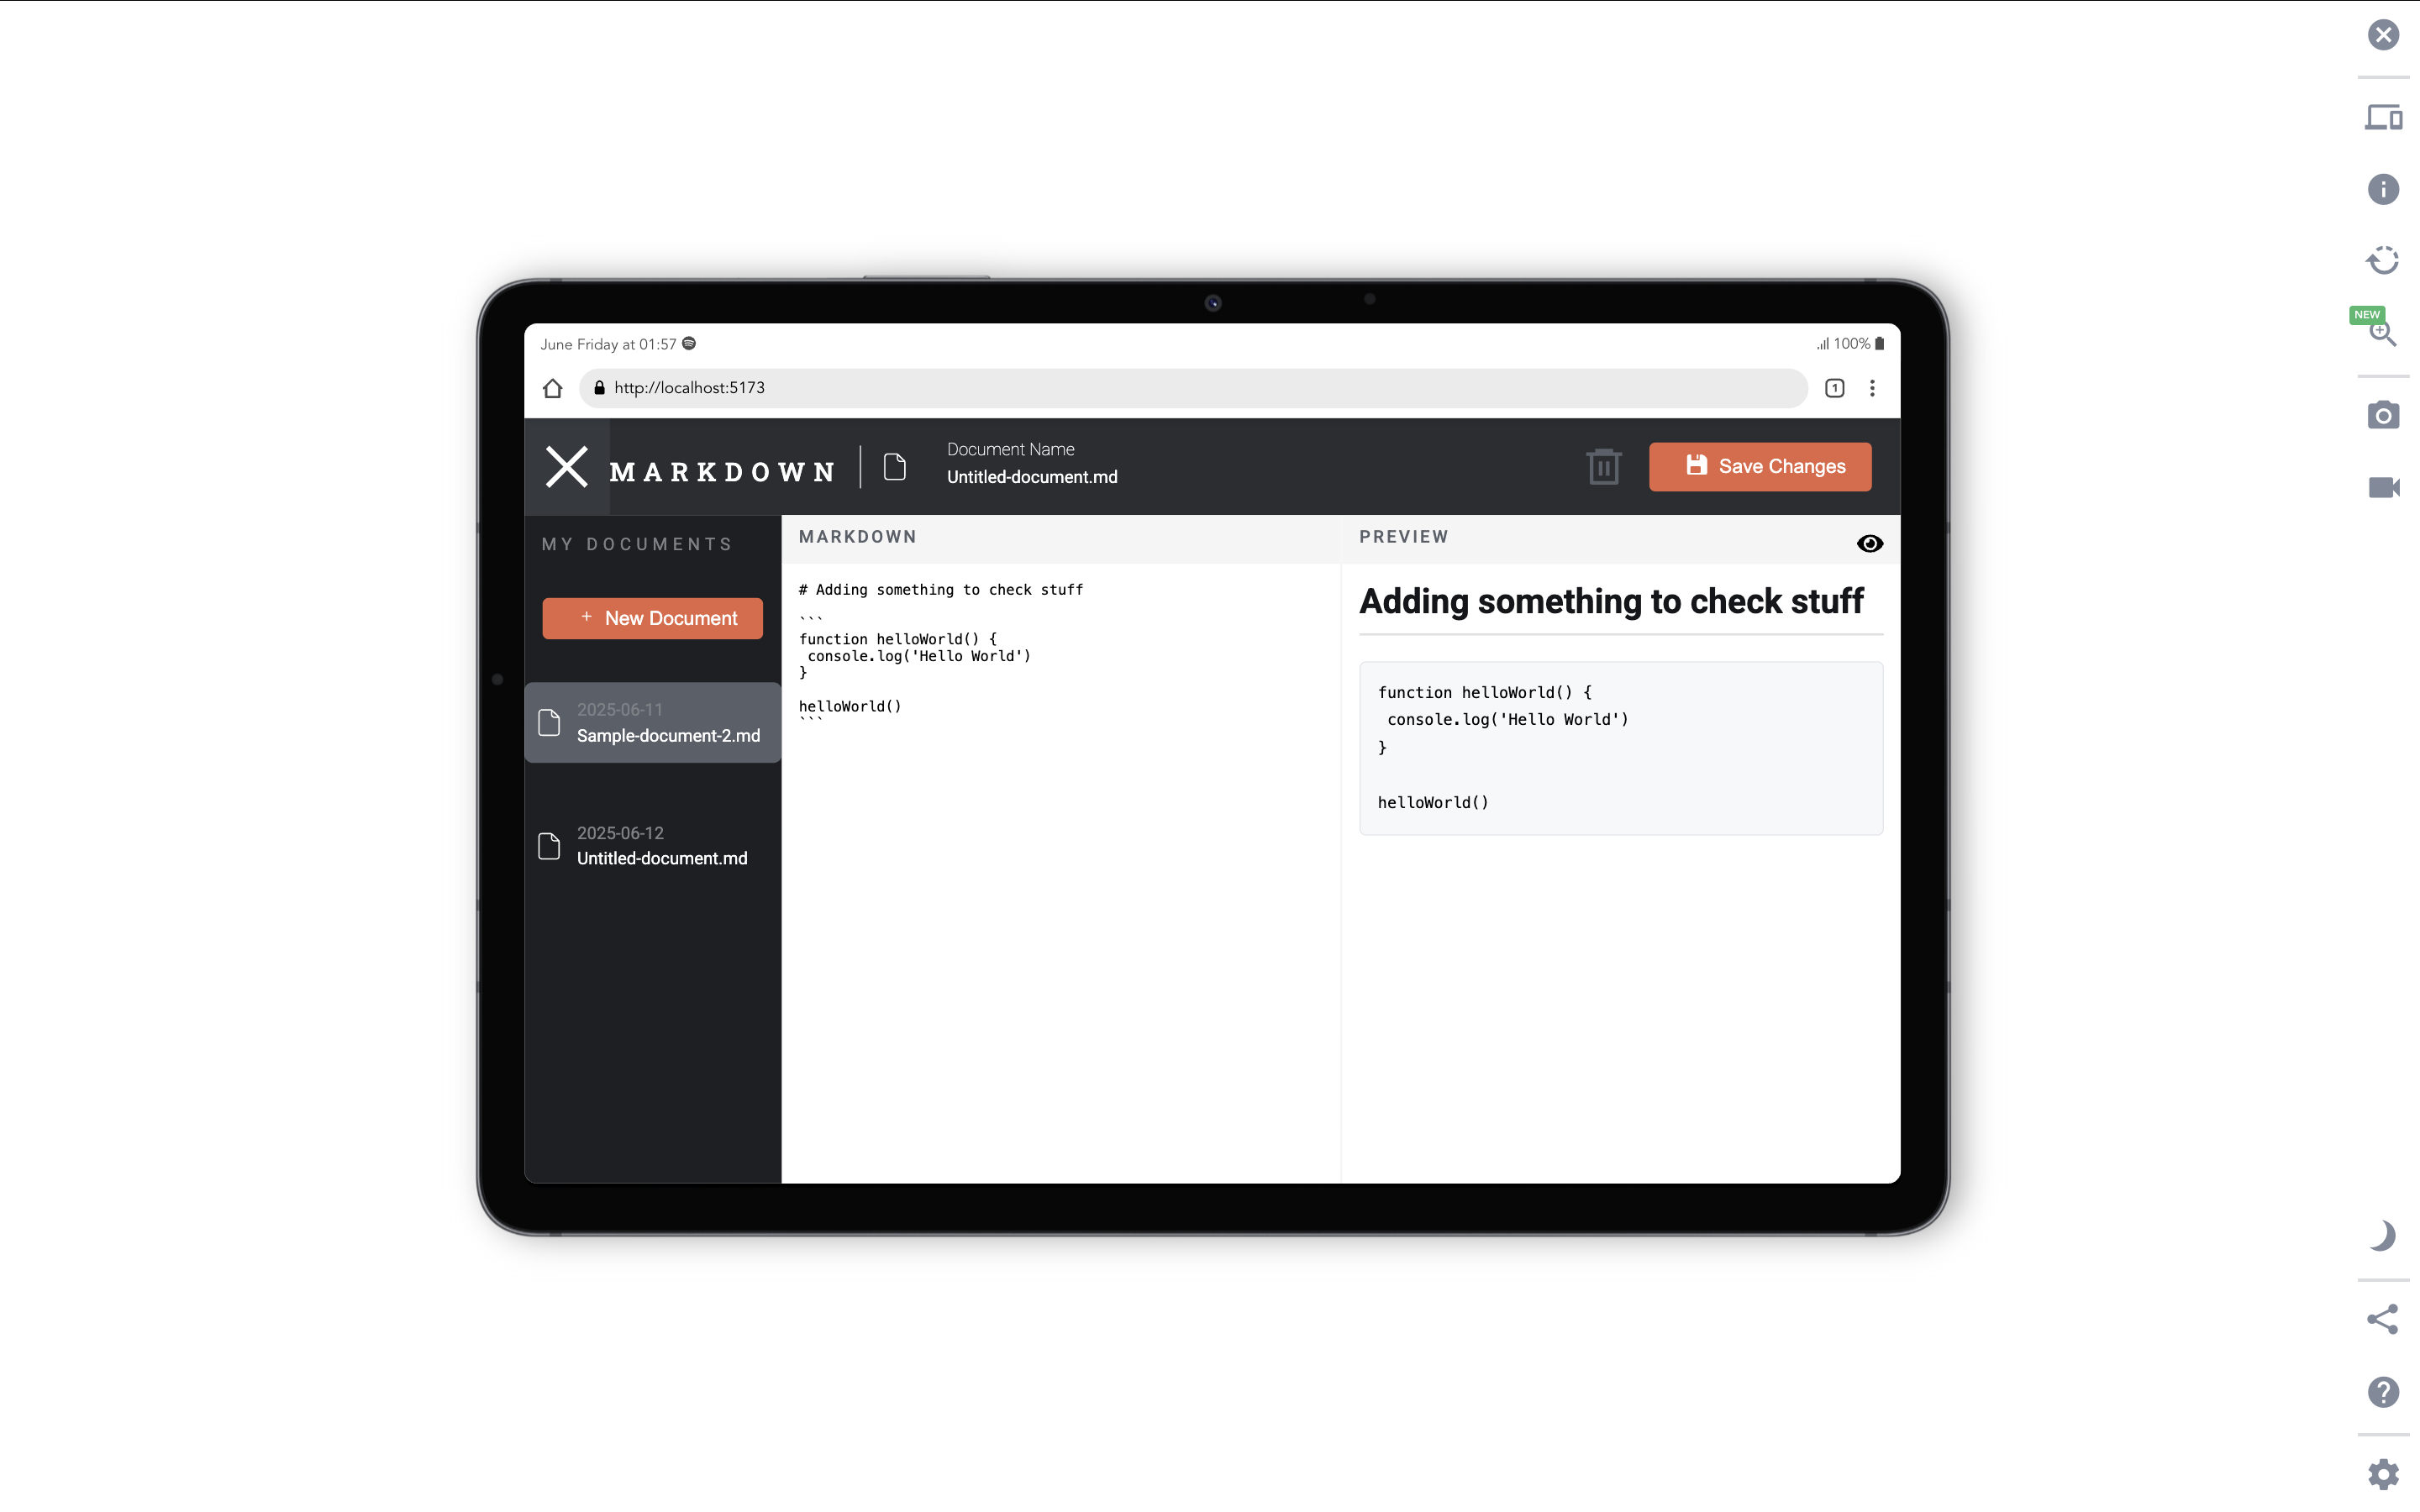 June Friday at 01:57
100%
http://localhost:5173
1
MARKDOWN
Document Name
Untitled-document.md
Save Changes
MY DOCUMENTS
+ New Document
2025-06-11
Sample-document-2.md
2025-06-12
Untitled-document.md
MARKDOWN
# Adding something to check stuff
```
function helloWorld() {
 console.log('Hello World')
}
helloWorld()
```
PREVIEW
Adding something to check stuff
function helloWorld() {
 console.log('Hello World')
}
helloWorld()
NEW